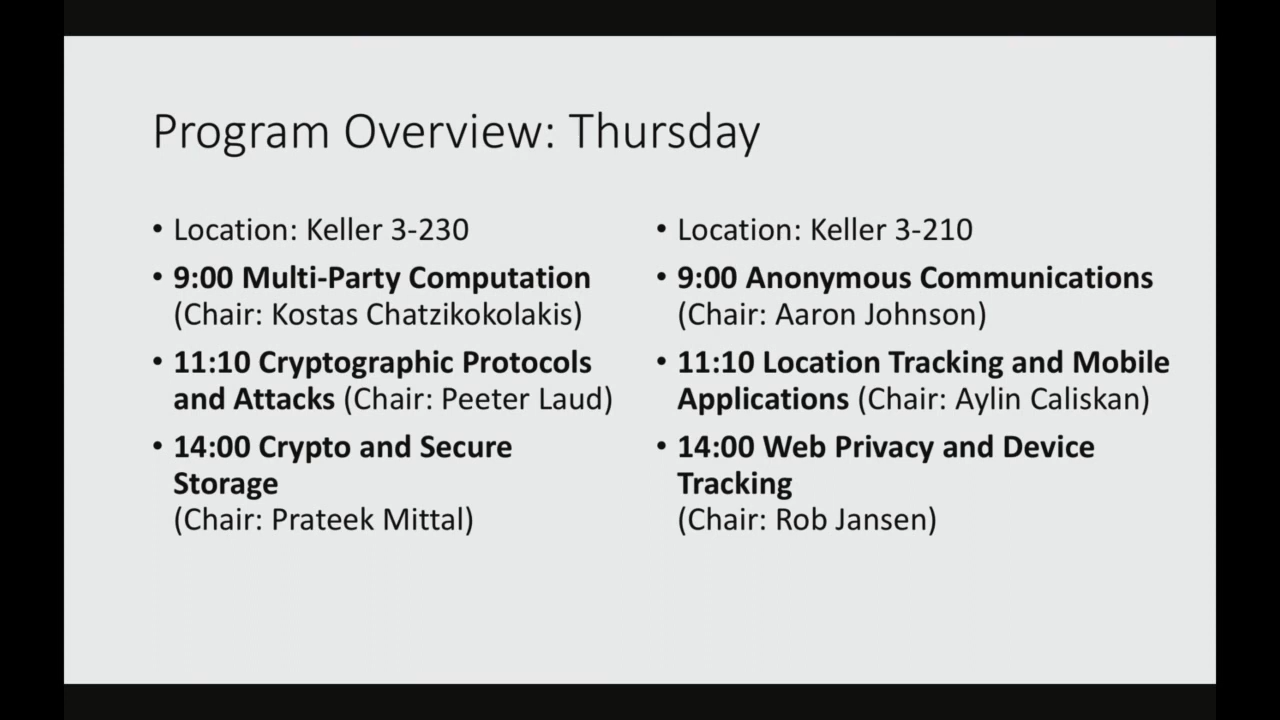 Program Overview: Thursday
• Location: Keller 3-230
• 9:00 Multi-Party Computation
(Chair: Kostas Chatzikokolakis)
• 11:10 Cryptographic Protocols
and Attacks (Chair: Peeter Laud)
• 14:00 Crypto and Secure
Storage
(Chair: Prateek Mittal)
• Location: Keller 3-210
• 9:00 Anonymous Communications
(Chair: Aaron Johnson)
• 11:10 Location Tracking and Mobile
Applications (Chair: Aylin Caliskan)
• 14:00 Web Privacy and Device
Tracking
(Chair: Rob Jansen)